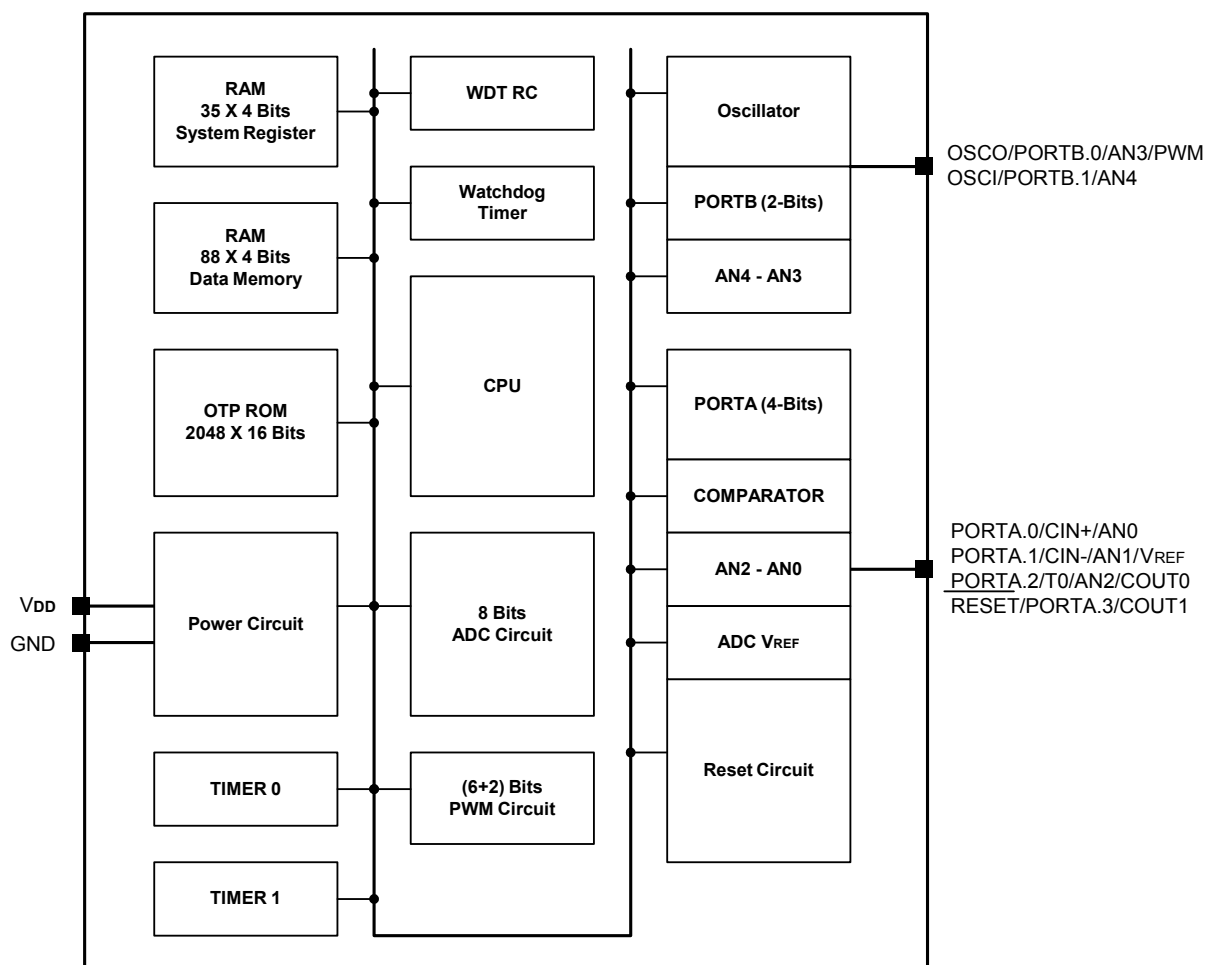 RAM
35 X 4 Bits
System Register
RAM
88 X 4 Bits
Data Memory
OTP ROM
2048 X 16 Bits
VDD
GND
Power Circuit
TIMER 0
TIMER 1
WDT RC
Watchdog
Timer
CPU
8 Bits
ADC Circuit
(6+2) Bits
PWM Circuit
Oscillator
PORTB (2-Bits)
AN4 - AN3
PORTA (4-Bits)
COMPARATOR
AN2 - AN0
ADC VREF
Reset Circuit
OSCO/PORTB.0/AN3/PWM
OSCI/PORTB.1/AN4
PORTA.0/CIN+/AN0
PORTA.1/CIN-/AN1/VREF
PORTA.2/T0/AN2/COUT0
RESET/PORTA.3/COUT1